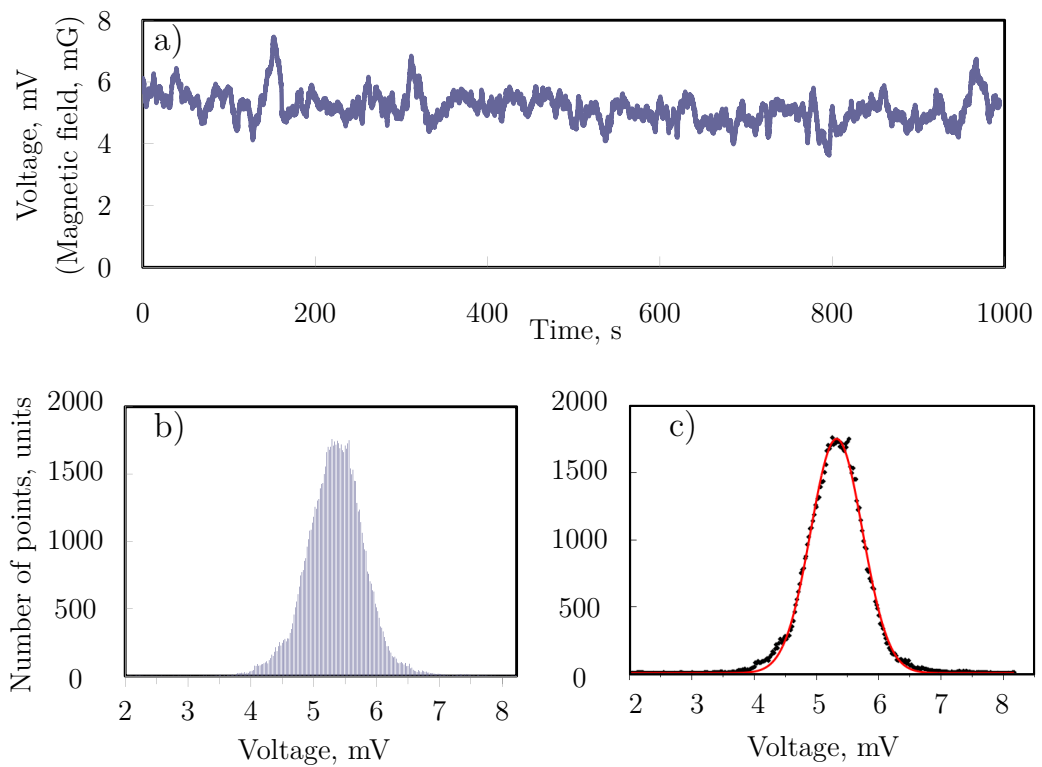 a)
Voltage, mV
(Magnetic field, mG)
8
6
4
2
0
0 200 400 600 800 1000
Time, s
b)
Number of points, units
2000
1500
1000
500
0
2 3 4 5 6 7 8
Voltage, mV
c)
2000
1500
1000
500
0
2 3 4 5 6 7 8
Voltage, mV